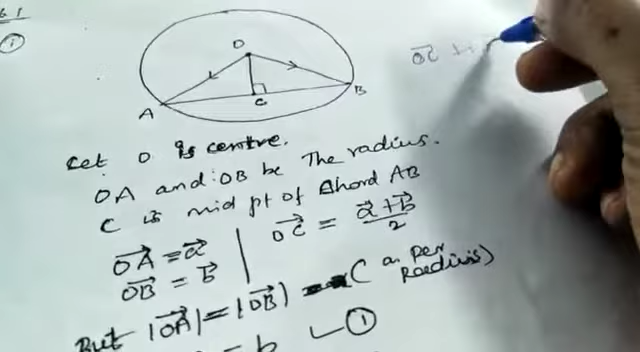 ①
O
A
C
B
Let O is centre.
OA and OB be The radius.
C is mid pt of chord AB
OA⃗ = a⃗ | OC⃗ = (a⃗ + b⃗)/2
OB⃗ = b⃗
But |OA⃗| = |OB⃗| — (as per Radius)
= b — ①